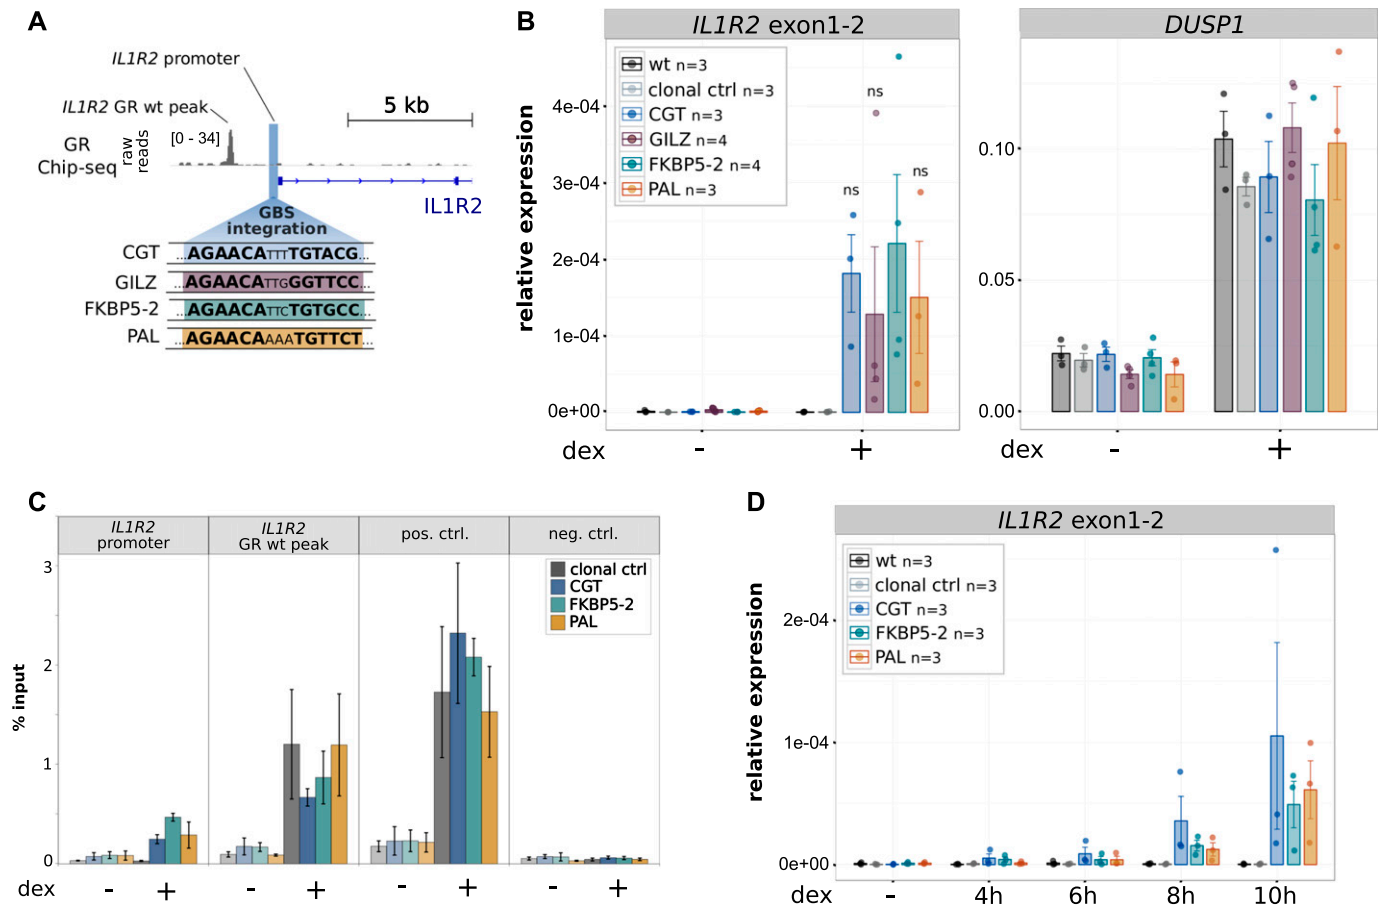 A
IL1R2 promoter
IL1R2 GR wt peak
5 kb
GR
Chip-seq
raw
reads
[0 - 34]
IL1R2
GBS
integration
CGT
...AGAACATTTTGTACG...
GILZ
...AGAACATTGGGTTCC...
FKBP5-2
...AGAACATTCTGTGCC...
PAL
...AGAACAAAATGTTCT...
B
IL1R2 exon1-2
relative expression
4e-04
3e-04
2e-04
1e-04
0e+00
wt n=3
clonal ctrl n=3
CGT n=3
GILZ n=4
FKBP5-2 n=4
PAL n=3
ns
ns
ns
dex
-
+
DUSP1
0.10
0.05
0.00
dex
-
+
C
IL1R2
promoter
IL1R2
GR wt peak
pos. ctrl.
neg. ctrl.
% input
3
2
1
0
clonal ctrl
CGT
FKBP5-2
PAL
dex
- + - + - + - +
D
IL1R2 exon1-2
relative expression
2e-04
1e-04
0e+00
wt n=3
clonal ctrl n=3
CGT n=3
FKBP5-2 n=3
PAL n=3
dex
- 4h 6h 8h 10h